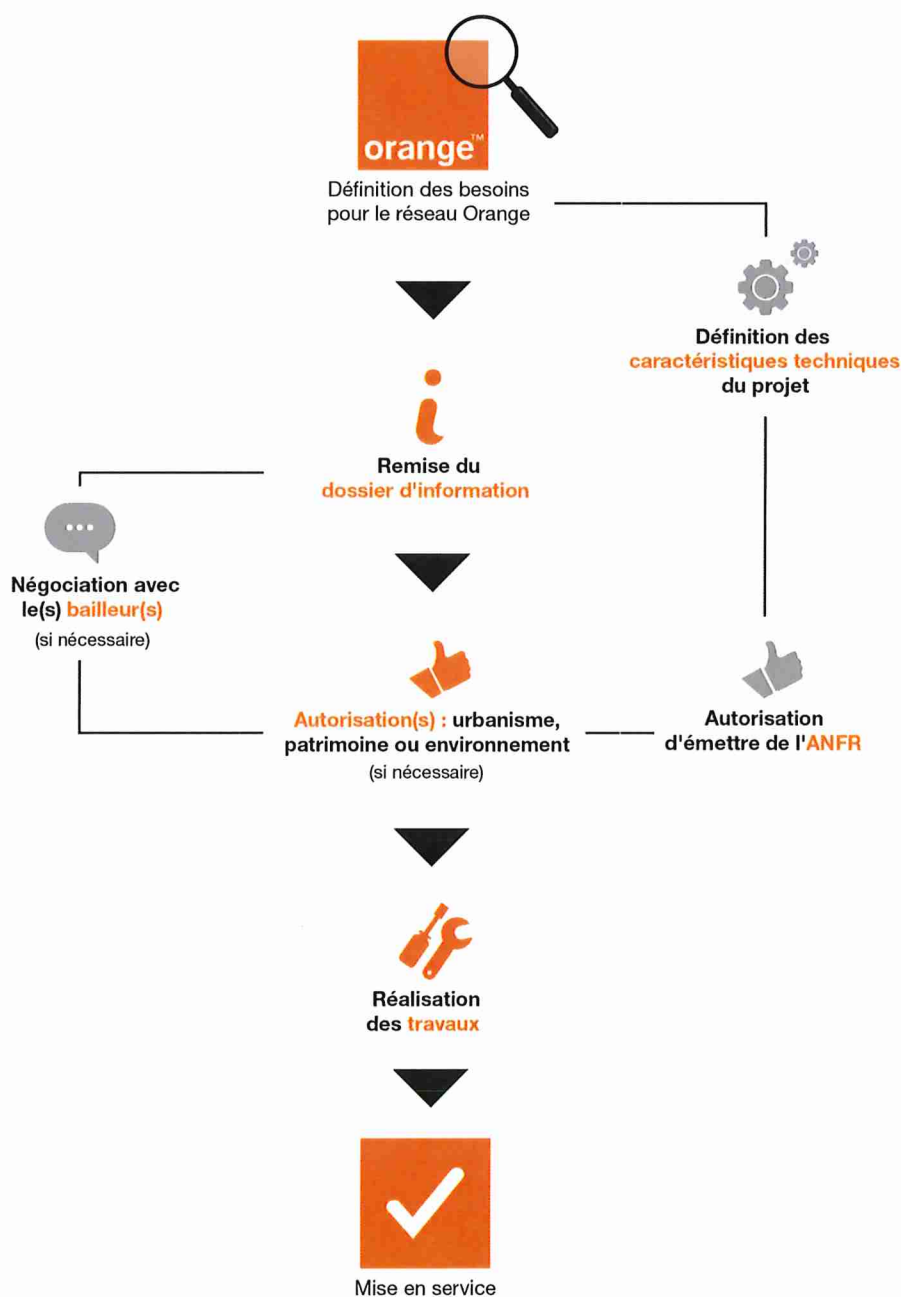 orange™
Définition des besoins
pour le réseau Orange
Définition des
caractéristiques techniques
du projet
Remise du
dossier d'information
Négociation avec
le(s) bailleur(s)
(si nécessaire)
Autorisation(s) : urbanisme,
patrimoine ou environnement
(si nécessaire)
Autorisation
d'émettre de l'ANFR
Réalisation
des travaux
Mise en service